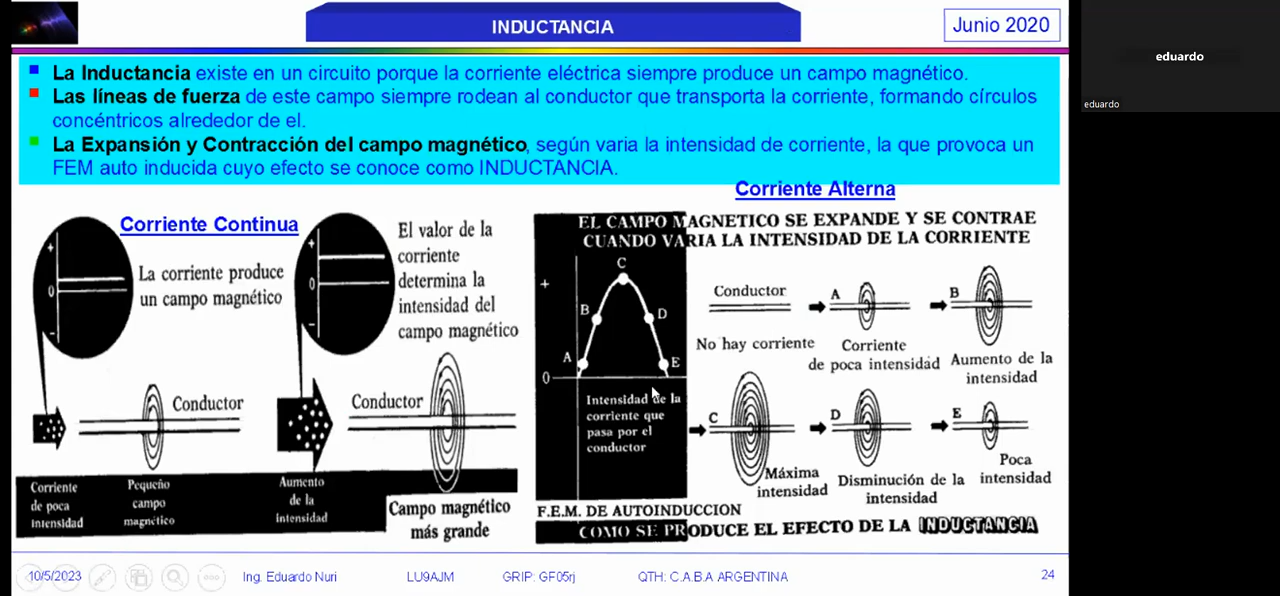 INDUCTANCIA
Junio 2020
La Inductancia existe en un circuito porque la corriente eléctrica siempre produce un campo magnético.
Las líneas de fuerza de este campo siempre rodean al conductor que transporta la corriente, formando círculos
concéntricos alrededor de el.
La Expansión y Contracción del campo magnético, según varia la intensidad de corriente, la que provoca un
FEM auto inducida cuyo efecto se conoce como INDUCTANCIA.
Corriente Continua
+
0
−
La corriente produce
un campo magnético
+
0
−
El valor de la
corriente
determina la
intensidad del
campo magnético
Conductor
Conductor
Corriente
de poca
intensidad
Pequeño
campo
magnético
Aumento
de la
intensidad
Campo magnético
más grande
Corriente Alterna
EL CAMPO MAGNETICO SE EXPANDE Y SE CONTRAE
CUANDO VARIA LA INTENSIDAD DE LA CORRIENTE
+
0
A
B
C
D
E
Intensidad de la
corriente que
pasa por el
conductor
Conductor
No hay corriente
A
Corriente
de poca intensidad
B
Aumento de la
intensidad
C
Máxima
intensidad
D
Disminución de la
intensidad
E
Poca
intensidad
F.E.M. DE AUTOINDUCCION
COMO SE PRODUCE EL EFECTO DE LA INDUCTANCIA
10/5/2023
Ing. Eduardo Nuri
LU9AJM
GRIP: GF05rj
QTH: C.A.B.A ARGENTINA
24
eduardo
eduardo